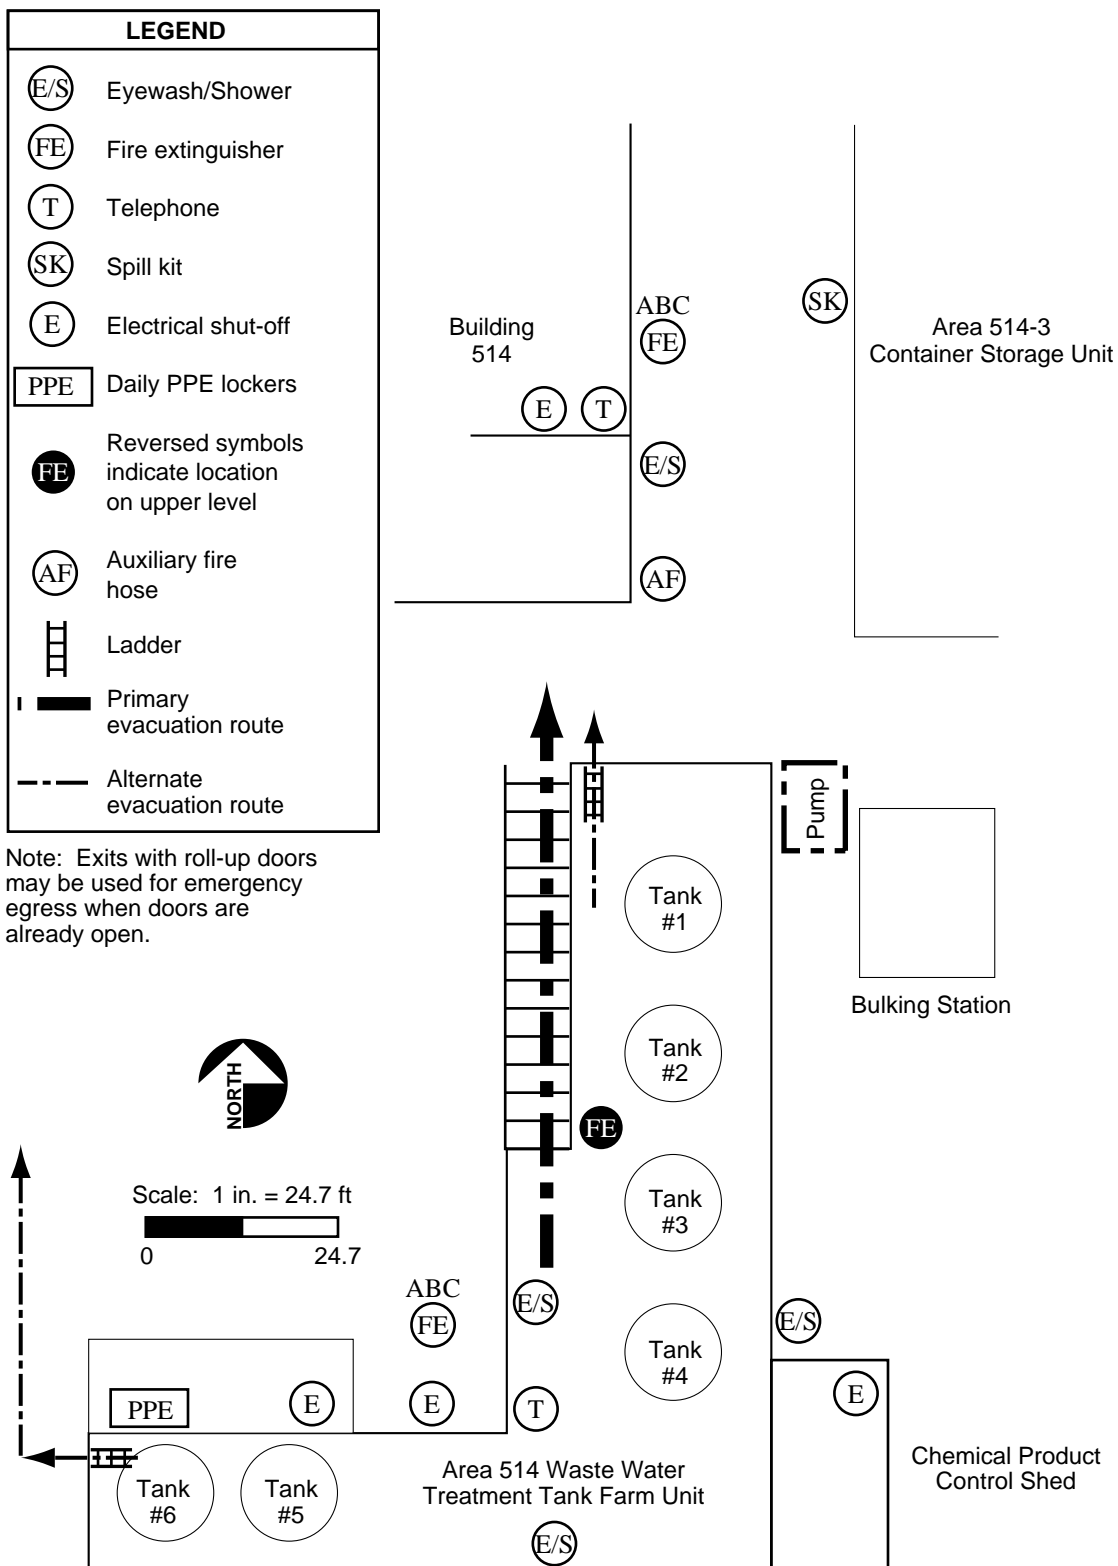 LEGEND
E/S Eyewash/Shower
FE Fire extinguisher
T Telephone
SK Spill kit
E Electrical shut-off
PPE Daily PPE lockers
Reversed symbols
FE indicate location
on upper level
Auxiliary fire
AF
hose
Ladder
Primary
evacuation route
Alternate
evacuation route
Note: Exits with roll-up doors
may be used for emergency
egress when doors are
already open.
Building
514
ABC
FE
E T
E/S
AF
SK
Area 514-3
Container Storage Unit
Pump
Bulking Station
Tank
#1
Tank
#2
FE
Tank
#3
Tank
#4
NORTH
Scale: 1 in. = 24.7 ft
0 24.7
ABC
FE
E/S
E/S
PPE
E
E
T
E
Tank
#6
Tank
#5
Area 514 Waste Water
Treatment Tank Farm Unit
E/S
Chemical Product
Control Shed